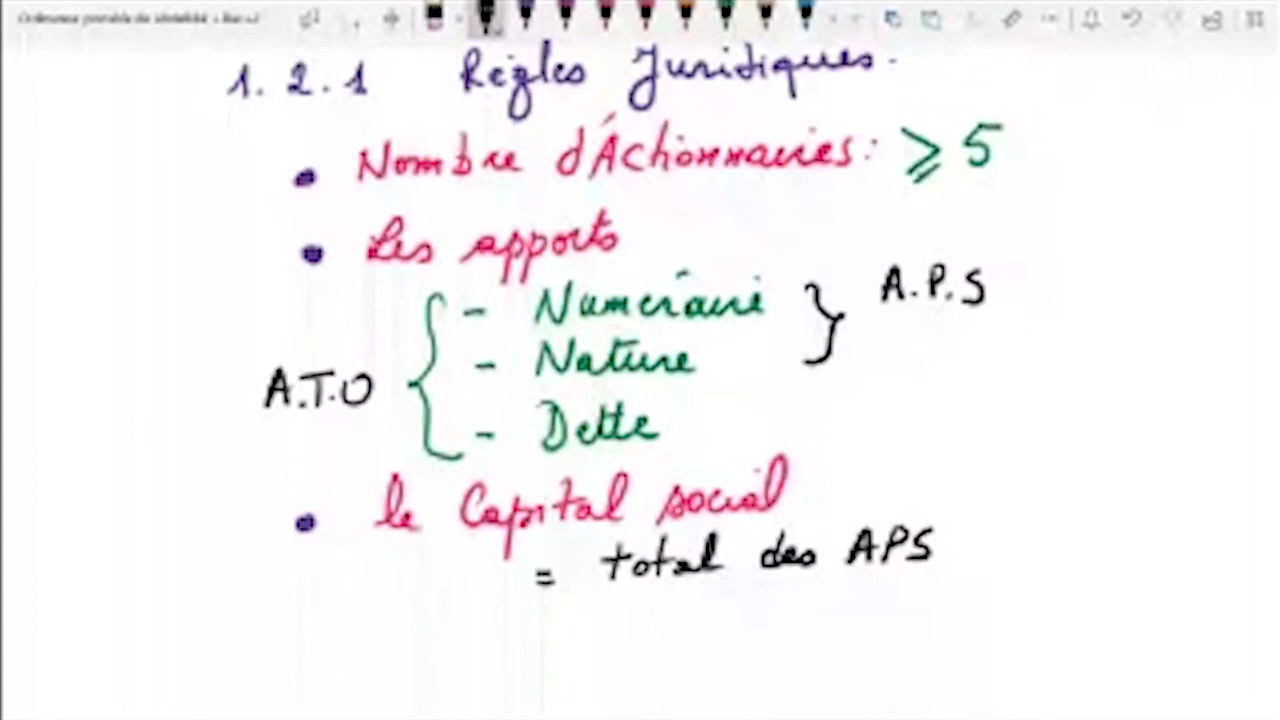 1.2.1 Règles Juridiques.
• Nombre d'Actionnaires : ⩾ 5
• Les apports
- Numéraire } A.P.S
- Nature
A.T.O { - Dette
• le Capital social
= total des APS